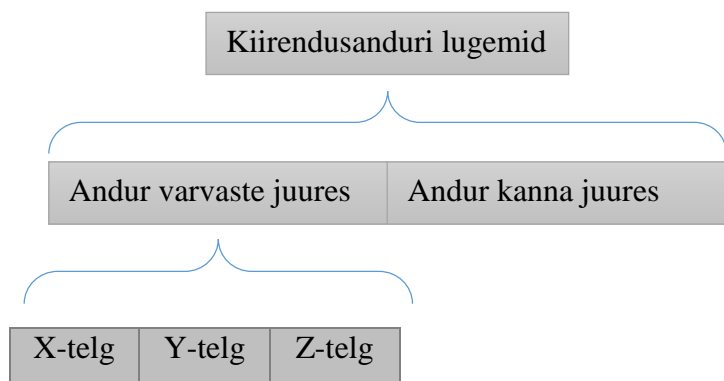 Kiirendusanduri lugemid
Andur varvaste juures Andur kanna juures
X-telg Y-telg Z-telg